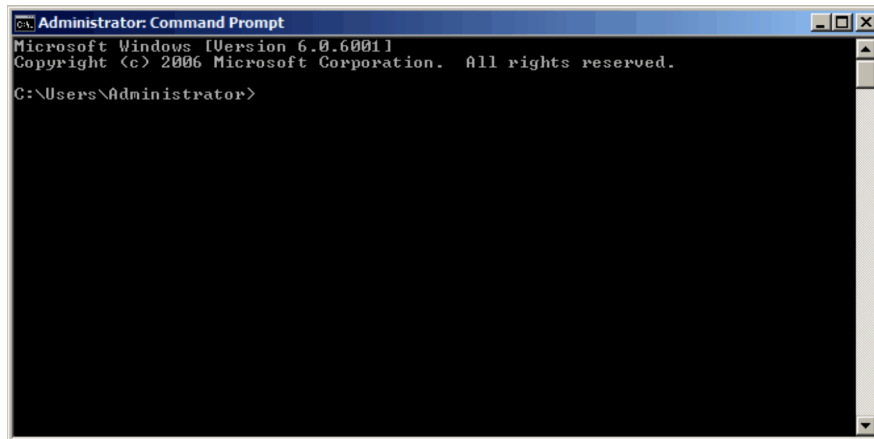 Administrator: Command Prompt
Microsoft Windows [Version 6.0.6001]
Copyright (c) 2006 Microsoft Corporation.  All rights reserved.
C:\Users\Administrator>